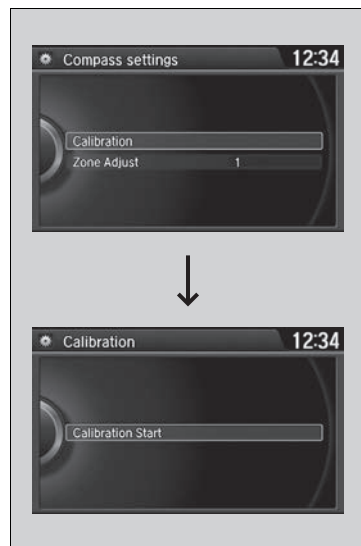 Compass settings 12:34
Calibration
Zone Adjust 1
Calibration 12:34
Calibration Start